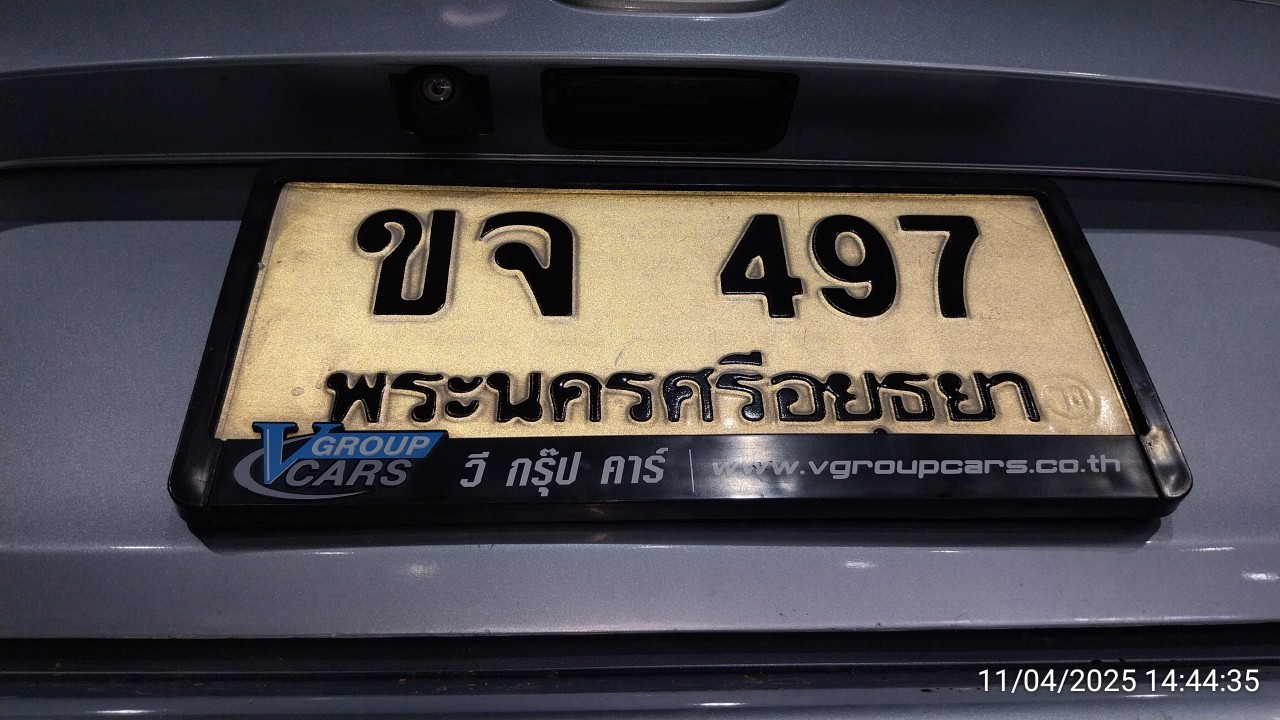 ขจ 497
พระนครศรีอยุธยา
VGROUP CARS วี กรุ๊ป คาร์ | www.vgroupcars.co.th
11/04/2025 14:44:35